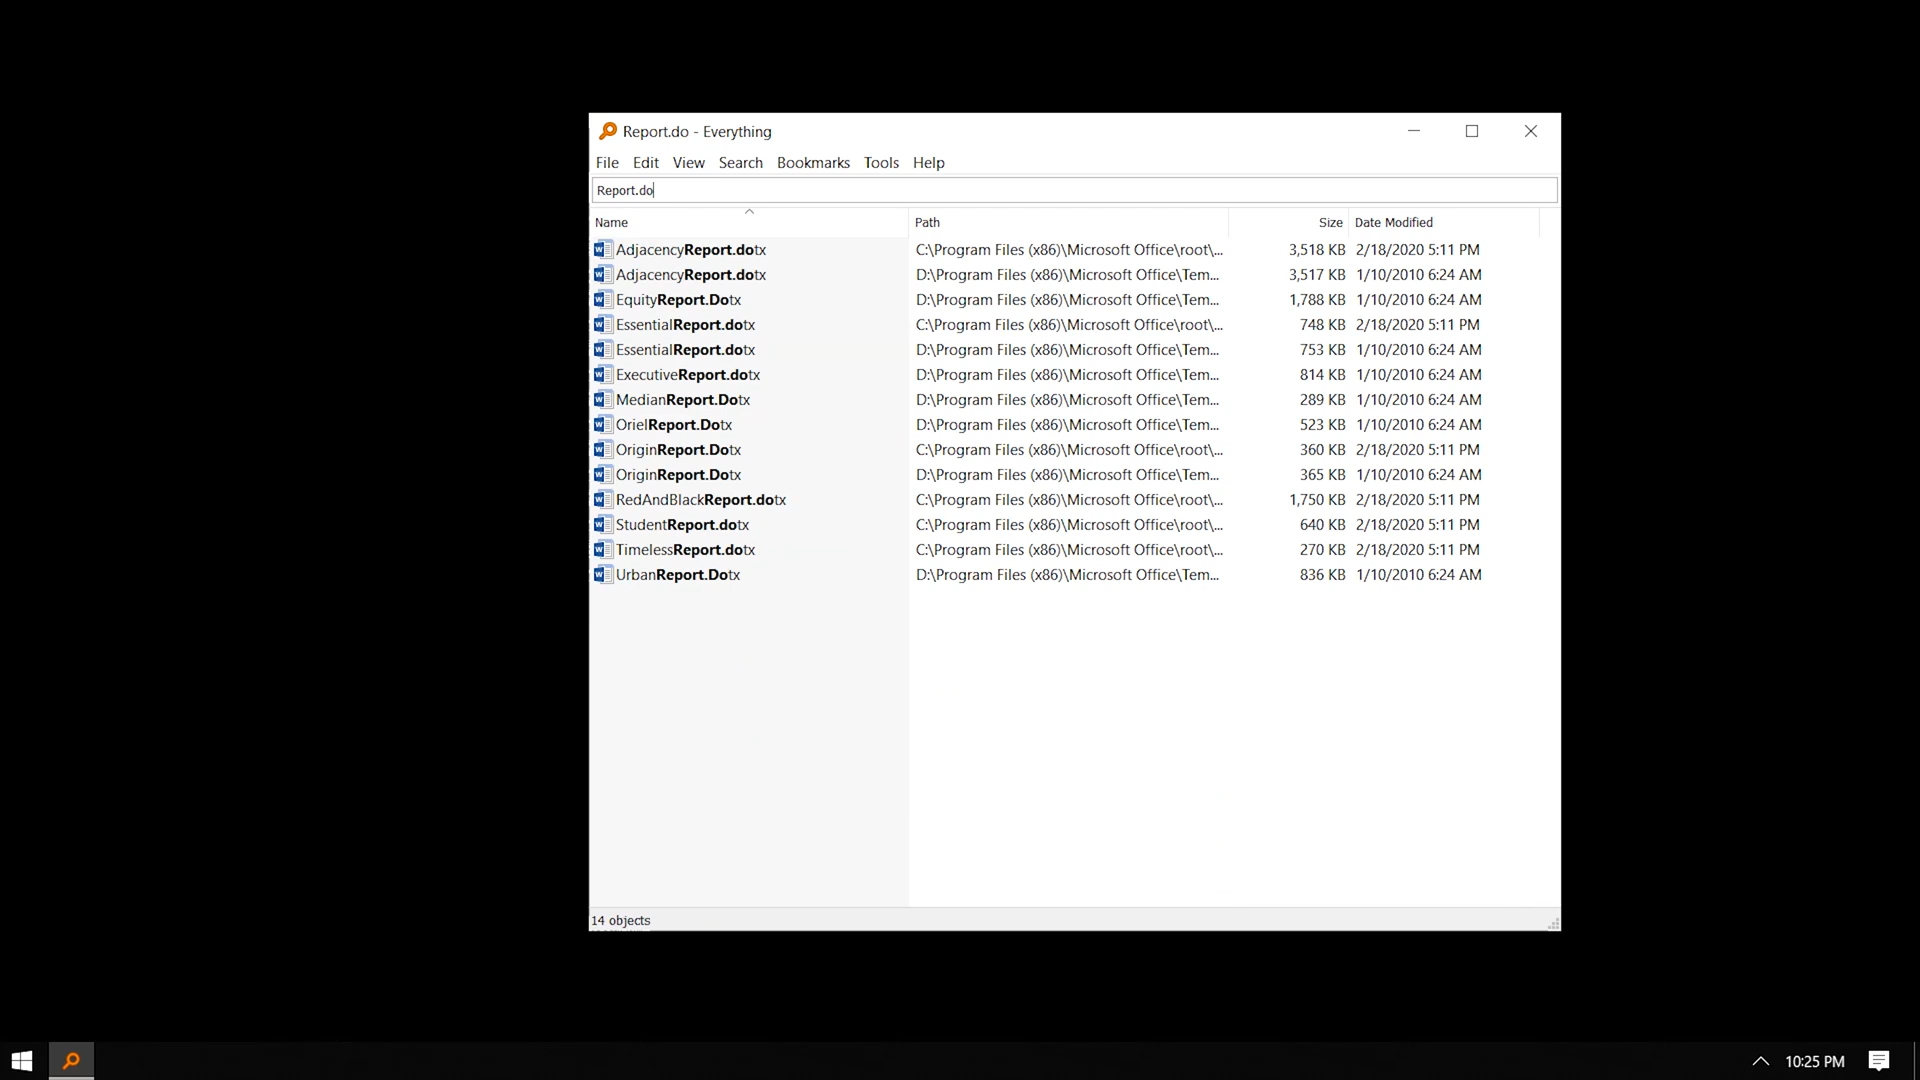 Report.do - Everything
File Edit View Search Bookmarks Tools Help
Report.do
Name Path Size Date Modified
AdjacencyReport.dotx C:\Program Files (x86)\Microsoft Office\root\... 3,518 KB 2/18/2020 5:11 PM
AdjacencyReport.dotx D:\Program Files (x86)\Microsoft Office\Tem... 3,517 KB 1/10/2010 6:24 AM
EquityReport.Dotx D:\Program Files (x86)\Microsoft Office\Tem... 1,788 KB 1/10/2010 6:24 AM
EssentialReport.dotx C:\Program Files (x86)\Microsoft Office\root\... 748 KB 2/18/2020 5:11 PM
EssentialReport.dotx D:\Program Files (x86)\Microsoft Office\Tem... 753 KB 1/10/2010 6:24 AM
ExecutiveReport.dotx D:\Program Files (x86)\Microsoft Office\Tem... 814 KB 1/10/2010 6:24 AM
MedianReport.Dotx D:\Program Files (x86)\Microsoft Office\Tem... 289 KB 1/10/2010 6:24 AM
OrielReport.Dotx D:\Program Files (x86)\Microsoft Office\Tem... 523 KB 1/10/2010 6:24 AM
OriginReport.Dotx C:\Program Files (x86)\Microsoft Office\root\... 360 KB 2/18/2020 5:11 PM
OriginReport.Dotx D:\Program Files (x86)\Microsoft Office\Tem... 365 KB 1/10/2010 6:24 AM
RedAndBlackReport.dotx C:\Program Files (x86)\Microsoft Office\root\... 1,750 KB 2/18/2020 5:11 PM
StudentReport.dotx C:\Program Files (x86)\Microsoft Office\root\... 640 KB 2/18/2020 5:11 PM
TimelessReport.dotx C:\Program Files (x86)\Microsoft Office\root\... 270 KB 2/18/2020 5:11 PM
UrbanReport.Dotx D:\Program Files (x86)\Microsoft Office\Tem... 836 KB 1/10/2010 6:24 AM
14 objects
10:25 PM